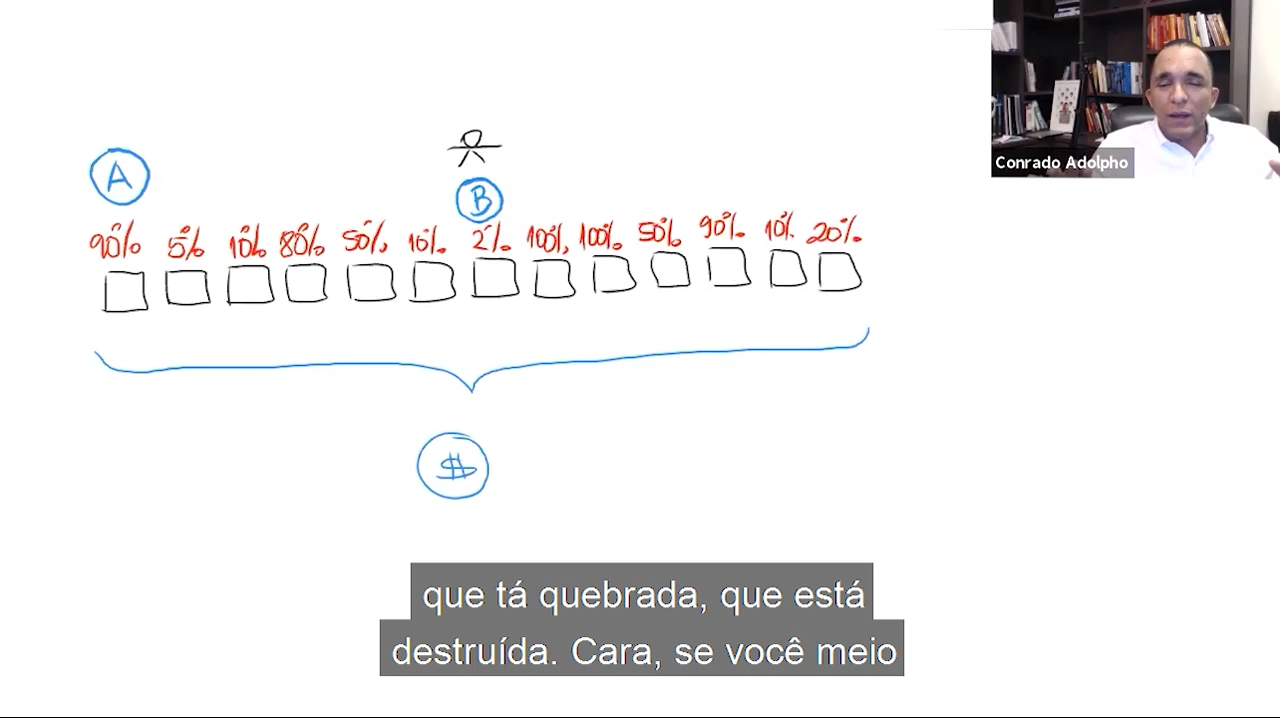 Conrado Adolpho
A
B
90% 5% 10% 80% 50% 10% 2% 100% 100% 50% 90% 10% 20%
$
que tá quebrada, que está
destruída. Cara, se você meio